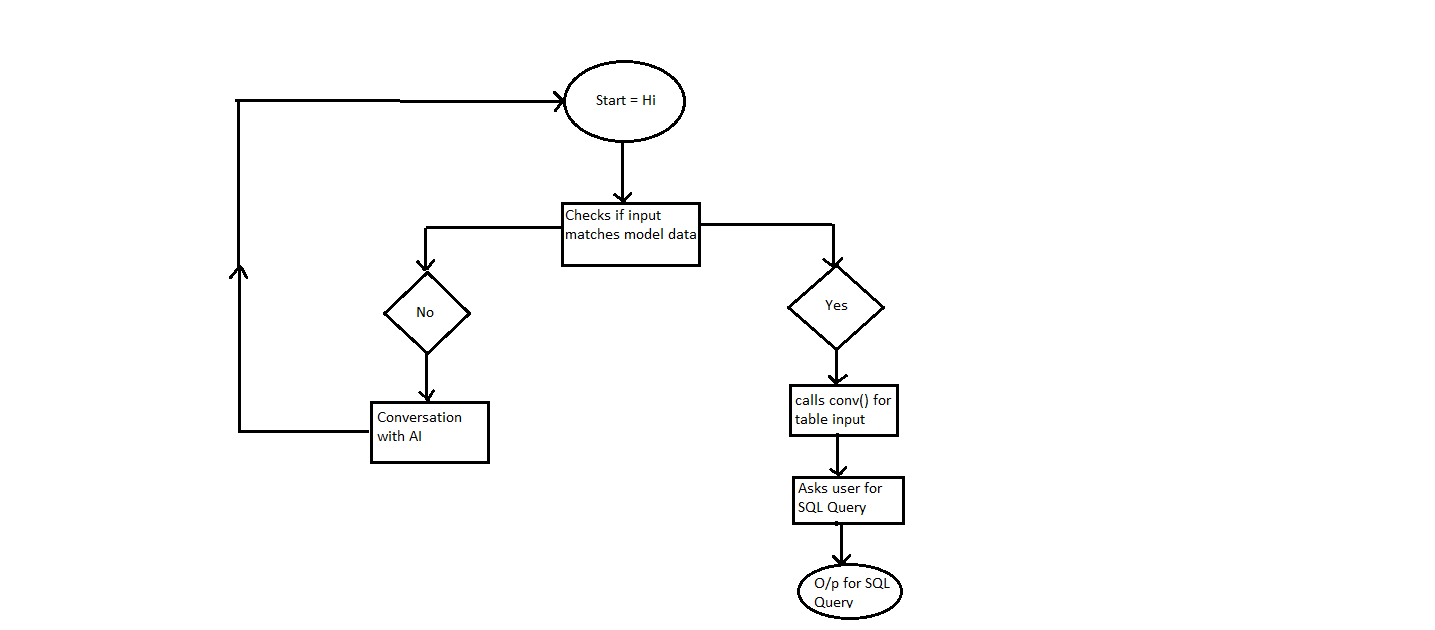 Start = Hi
Checks if input
matches model data
No
Yes
Conversation
with AI
calls conv() for
table input
Asks user for
SQL Query
O/p for SQL
Query